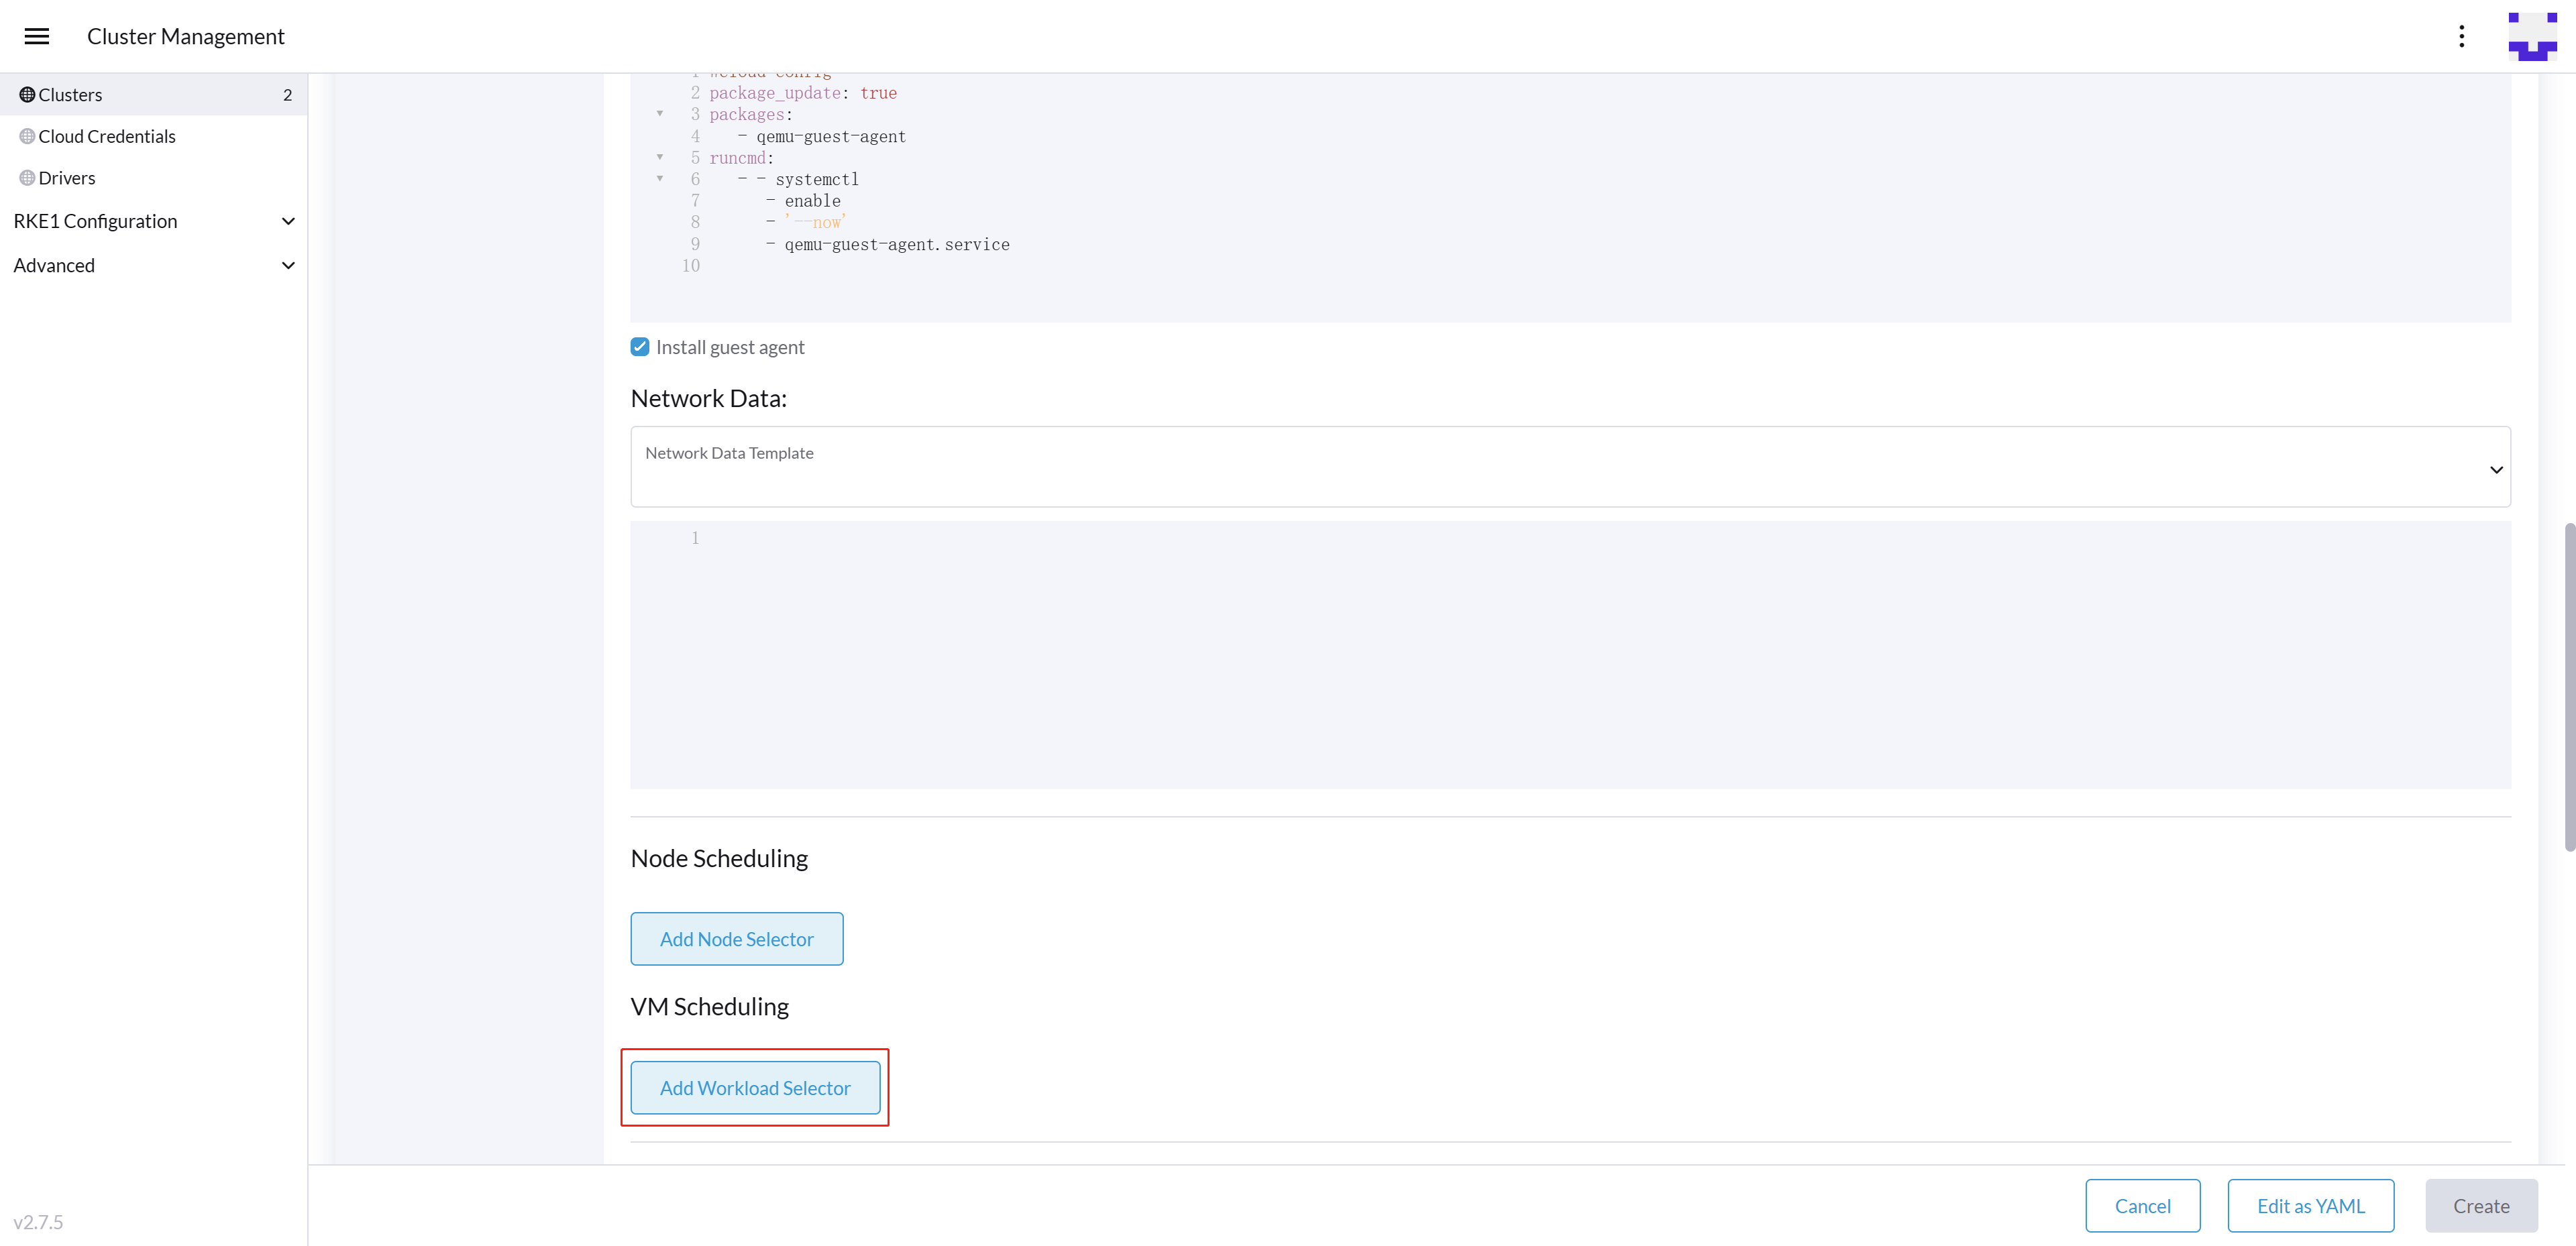 Cluster Management
Clusters 2
Cloud Credentials
Drivers
RKE1 Configuration
Advanced
v2.7.5
1 #cloud-config
2 package_update: true
3 packages:
4 - qemu-guest-agent
5 runcmd:
6 - - systemctl
7 - enable
8 - '--now'
9 - qemu-guest-agent.service
10
Install guest agent
Network Data:
Network Data Template
1
Node Scheduling
Add Node Selector
VM Scheduling
Add Workload Selector
Cancel
Edit as YAML
Create